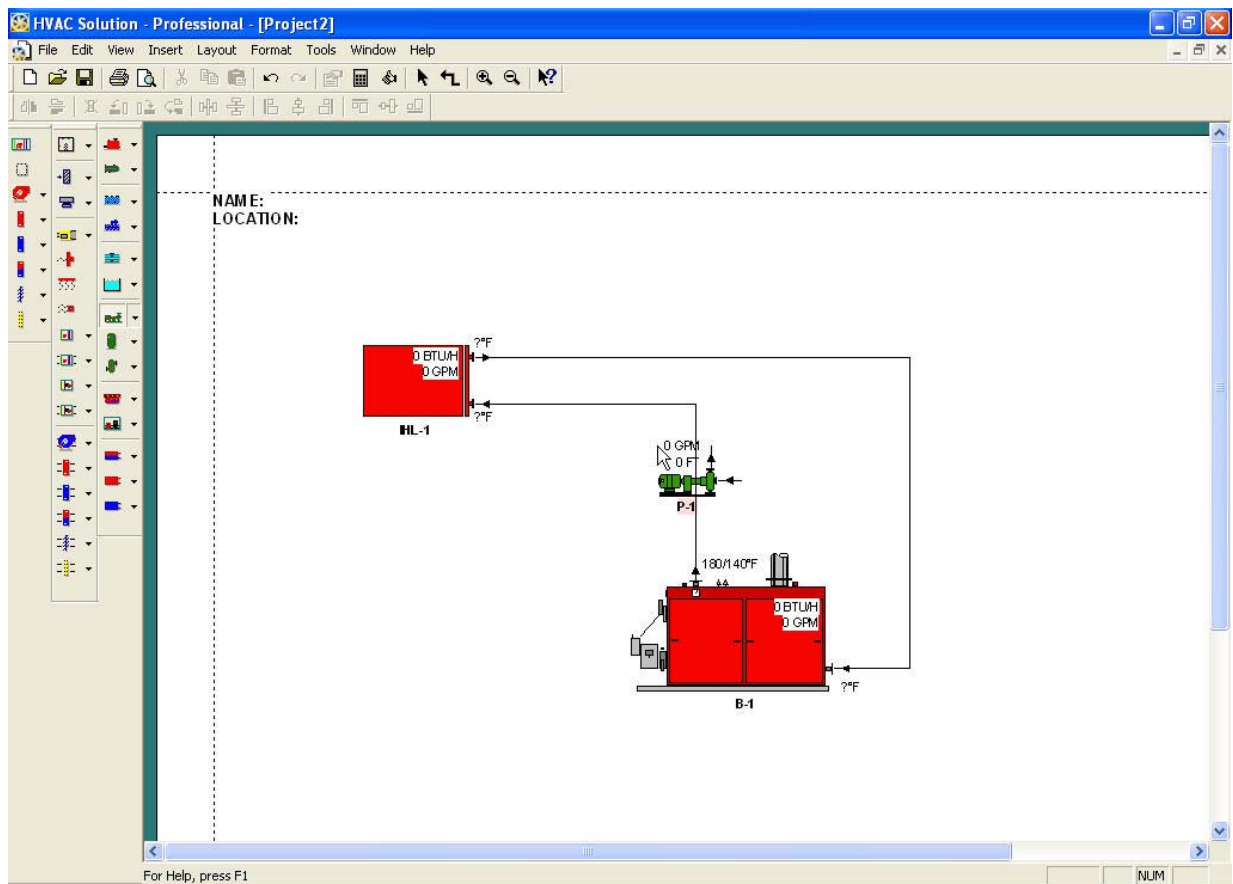 HVAC Solution - Professional - [Project2]
File Edit View Insert Layout Format Tools Window Help
NAME:
LOCATION:
?°F
0 BTU/H
0 GPM
?°F
HL-1
0 GPM
0 FT
P-1
180/140°F
0 BTU/H
0 GPM
?°F
B-1
For Help, press F1
NUM